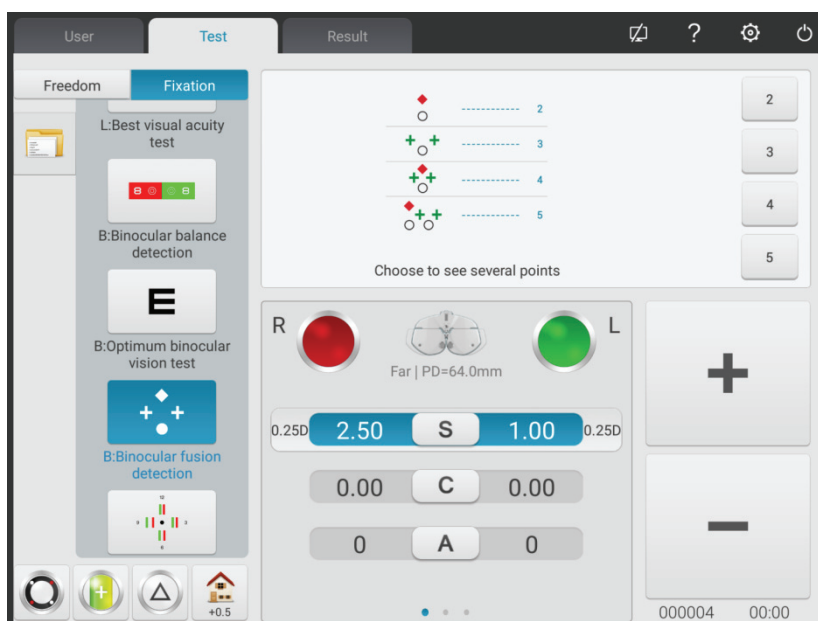 User
Test
Result
?
Freedom
Fixation
L:Best visual acuity
test
B:Binocular balance
detection
E
B:Optimum binocular
vision test
B:Binocular fusion
detection
+0.5
------------ 2
------------ 3
------------ 4
------------ 5
Choose to see several points
2
3
4
5
R
L
Far | PD=64.0mm
0.25D 2.50 S 1.00 0.25D
0.00 C 0.00
0 A 0
+
−
000004 00:00